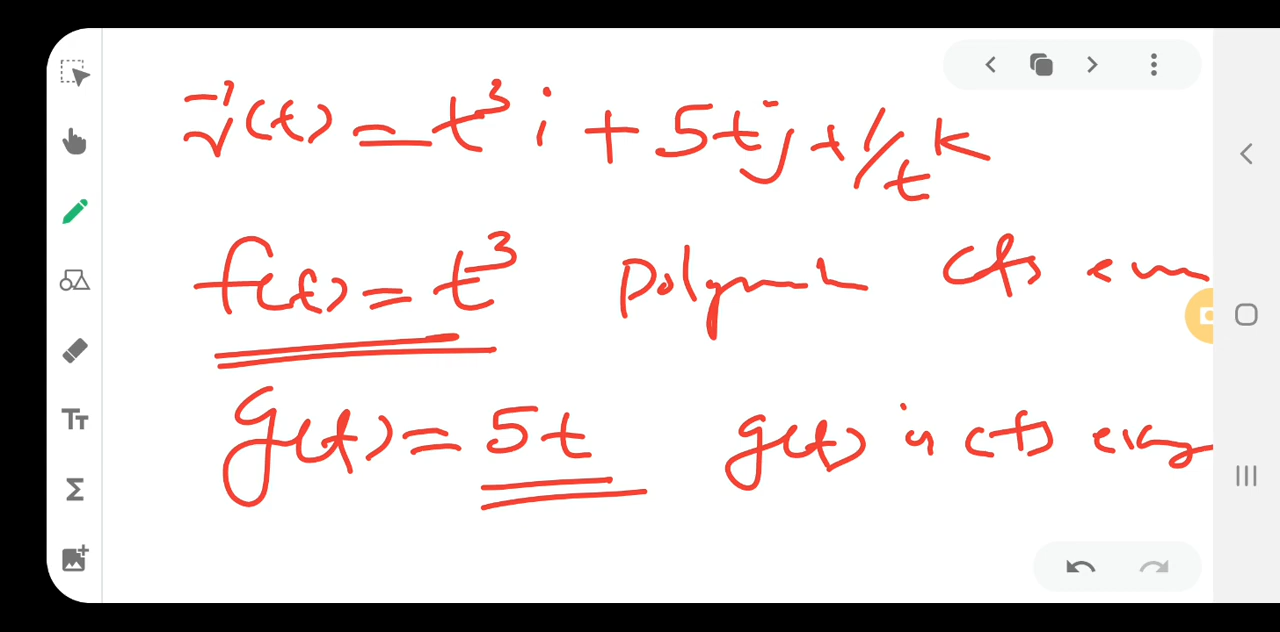 v⃗(t) = t³ i + 5t j + 1/t k
f(t) = t³ polynomial cts
g(t) = 5t g(t) is cts